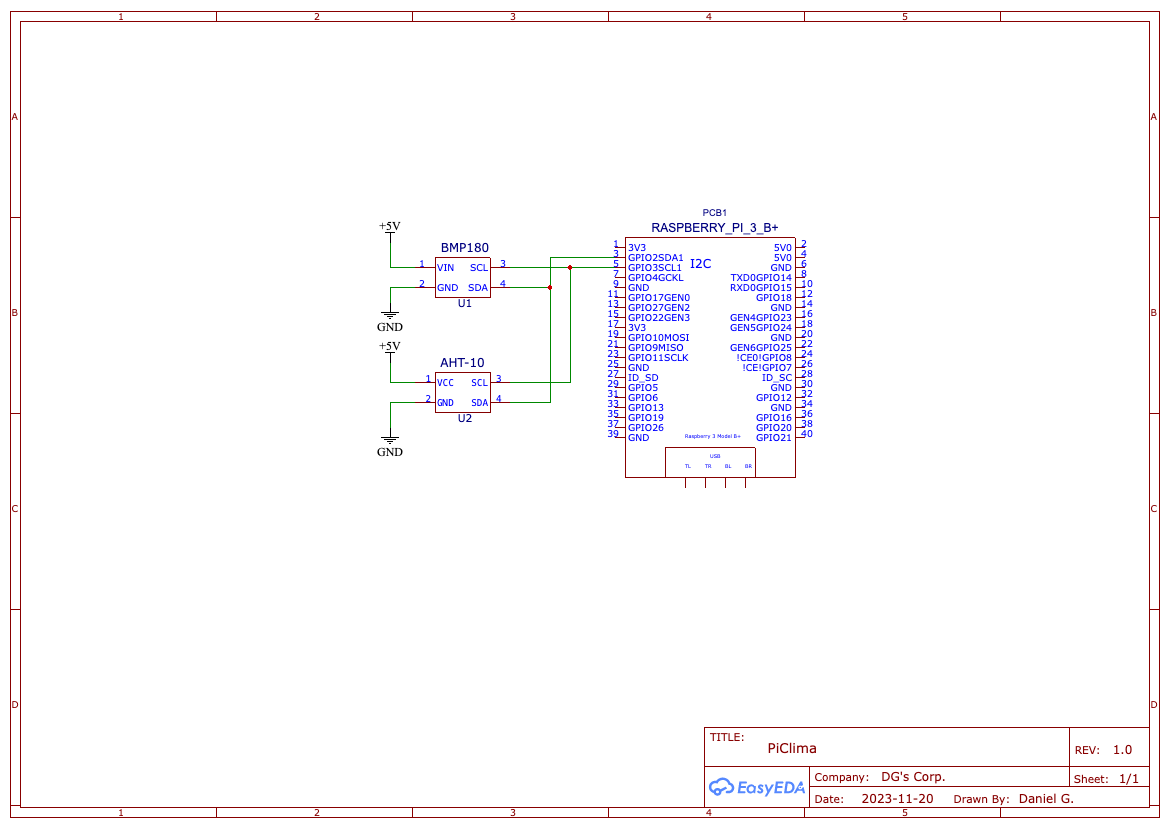 1 2 3 4 5
A A
B B
C C
D D
PCB1
RASPBERRY_PI_3_B+
I2C
1 3V3 5V0 2
3 GPIO2SDA1 5V0 4
5 GPIO3SCL1 GND 6
7 GPIO4GCKL TXD0GPIO14 8
9 GND RXD0GPIO15 10
11 GPIO17GEN0 GPIO18 12
13 GPIO27GEN2 GND 14
15 GPIO22GEN3 GEN4GPIO23 16
17 3V3 GEN5GPIO24 18
19 GPIO10MOSI GND 20
21 GPIO9MISO GEN6GPIO25 22
23 GPIO11SCLK !CE0!GPIO8 24
25 GND !CE!GPIO7 26
27 ID_SD ID_SC 28
29 GPIO5 GND 30
31 GPIO6 GPIO12 32
33 GPIO13 GND 34
35 GPIO19 GPIO16 36
37 GPIO26 GPIO20 38
39 GND GPIO21 40
Raspberry 3 Model B+
USB
TL TR BL BR
+5V
BMP180
1 VIN SCL 3
2 GND SDA 4
U1
GND
+5V
AHT-10
1 VCC SCL 3
2 GND SDA 4
U2
GND
TITLE:
PiClima
REV: 1.0
EasyEDA
Company: DG's Corp.
Sheet: 1/1
Date: 2023-11-20 Drawn By: Daniel G.
1 2 3 4 5